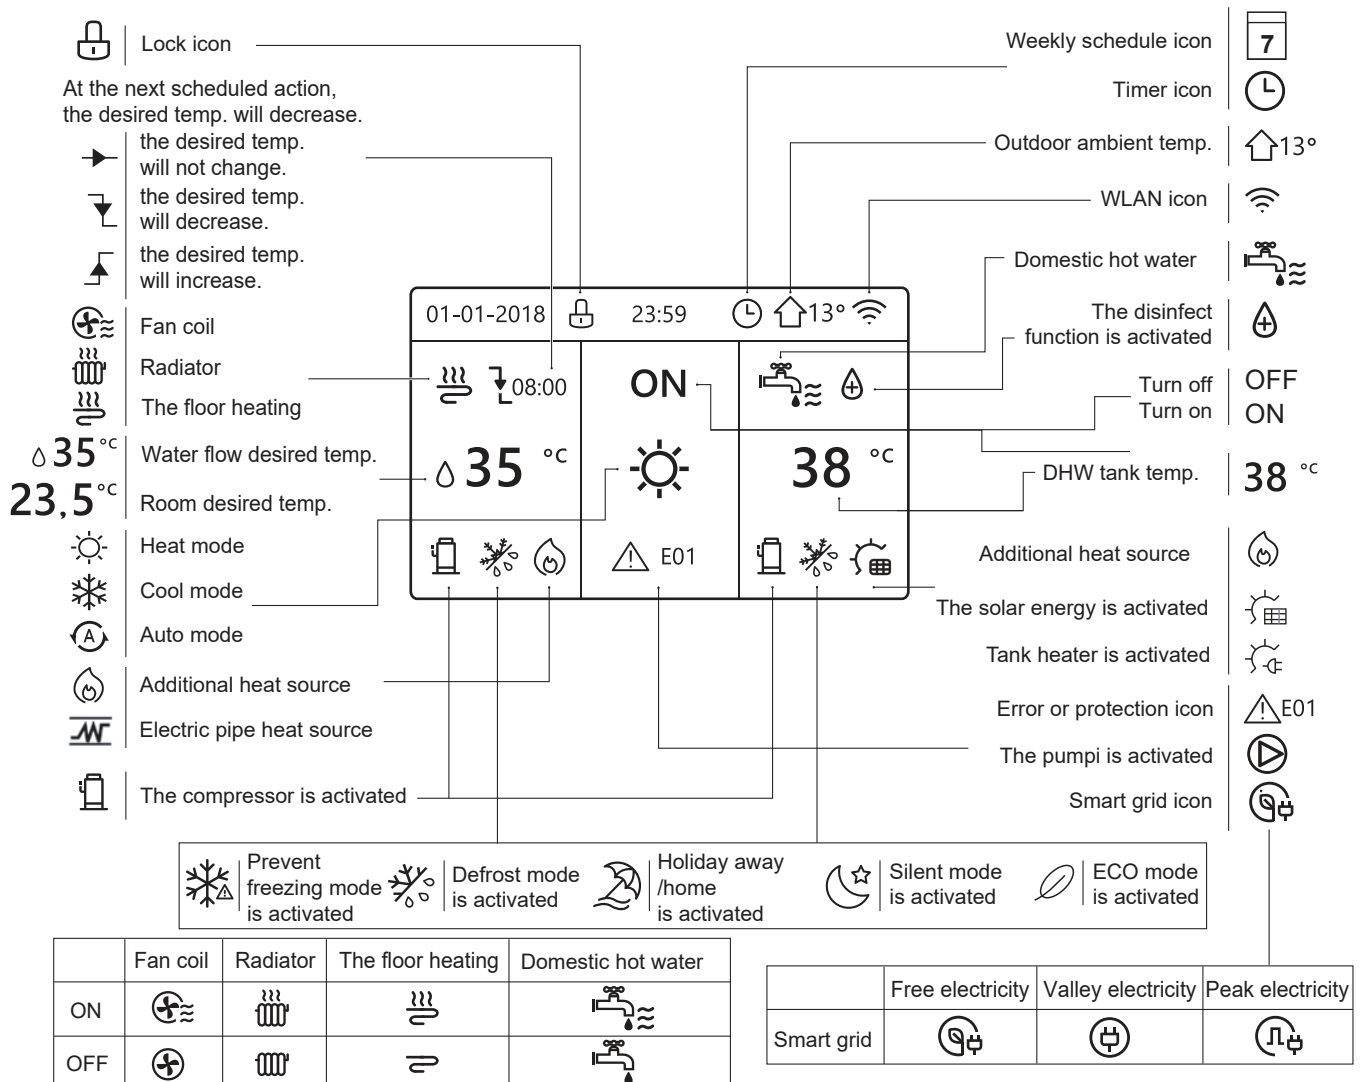 Lock icon
At the next scheduled action,
the desired temp. will decrease.
the desired temp.
will not change.
the desired temp.
will decrease.
the desired temp.
will increase.
Fan coil
Radiator
The floor heating
35 °C
Water flow desired temp.
23,5 °C
Room desired temp.
Heat mode
Cool mode
A
Auto mode
Additional heat source
Electric pipe heat source
The compressor is activated
01-01-2018
23:59
13°
08:00
ON
35 °C
38 °C
E01
Weekly schedule icon
7
Timer icon
Outdoor ambient temp.
13°
WLAN icon
Domestic hot water
The disinfect
function is activated
Turn off
OFF
Turn on
ON
DHW tank temp.
38 °C
Additional heat source
The solar energy is activated
Tank heater is activated
Error or protection icon
E01
The pumpi is activated
Smart grid icon
Prevent
freezing mode
is activated
Defrost mode
is activated
Holiday away
/home
is activated
Silent mode
is activated
ECO mode
is activated
Fan coil Radiator The floor heating Domestic hot water
ON
OFF
Free electricity Valley electricity Peak electricity
Smart grid